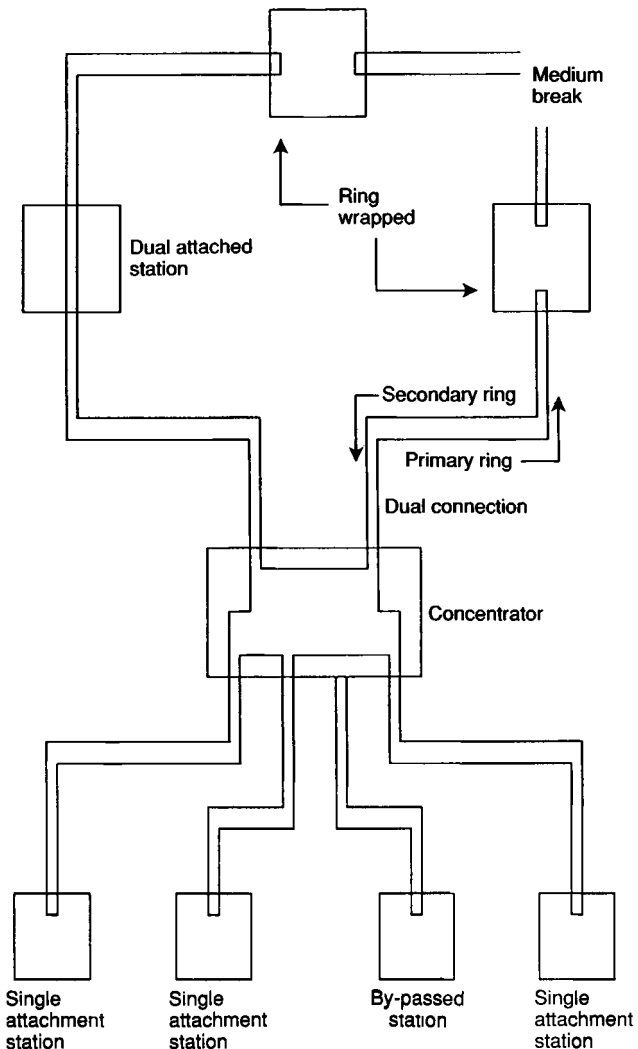 Medium
break
Ring
wrapped
Dual attached
station
Secondary ring
Primary ring
Dual connection
Concentrator
Single
attachment
station
Single
attachment
station
By-passed
station
Single
attachment
station